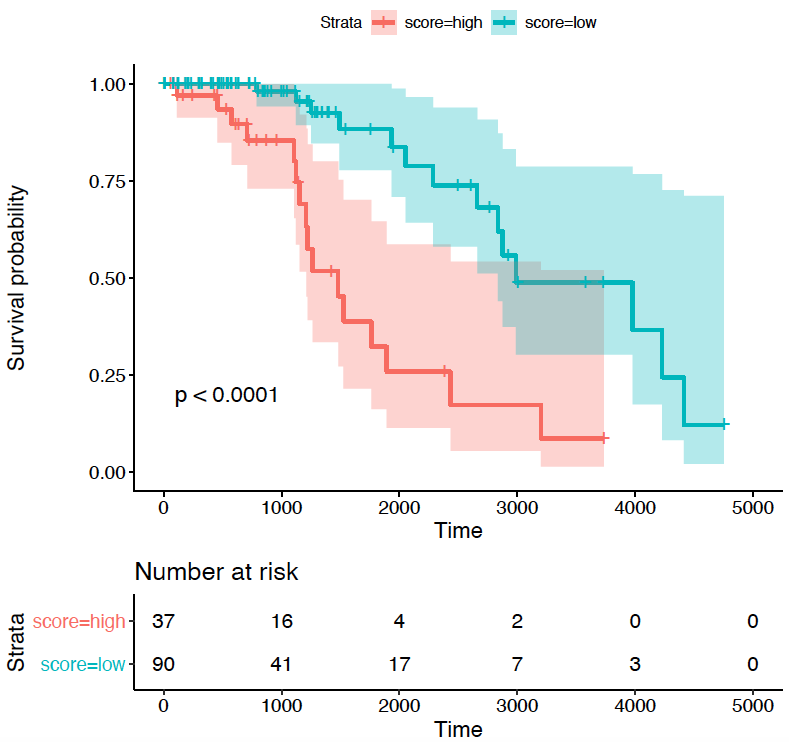 Strata score=high score=low
Survival probability
1.00
0.75
0.50
0.25
0.00
p < 0.0001
0 1000 2000 3000 4000 5000
Time
Number at risk
Strata
score=high 37 16 4 2 0 0
score=low 90 41 17 7 3 0
0 1000 2000 3000 4000 5000
Time